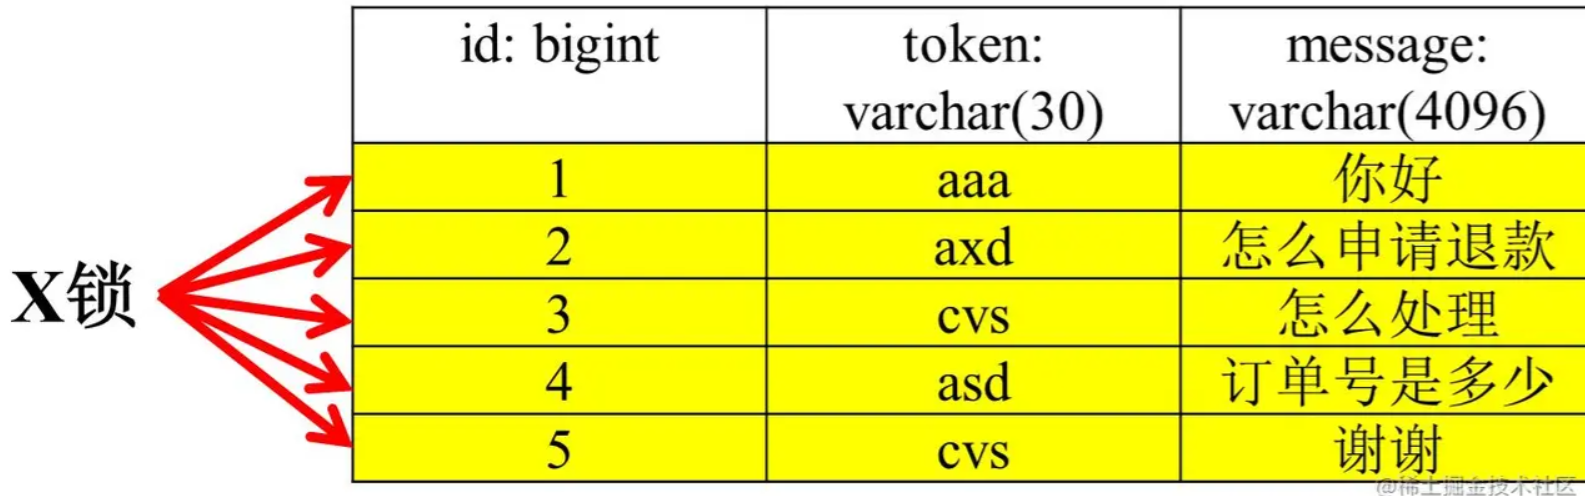 id: bigint token: message:
varchar(30) varchar(4096)
1 aaa 你好
2 axd 怎么申请退款
X锁 3 cvs 怎么处理
4 asd 订单号是多少
5 cvs 谢谢
@稀土掘金技术社区